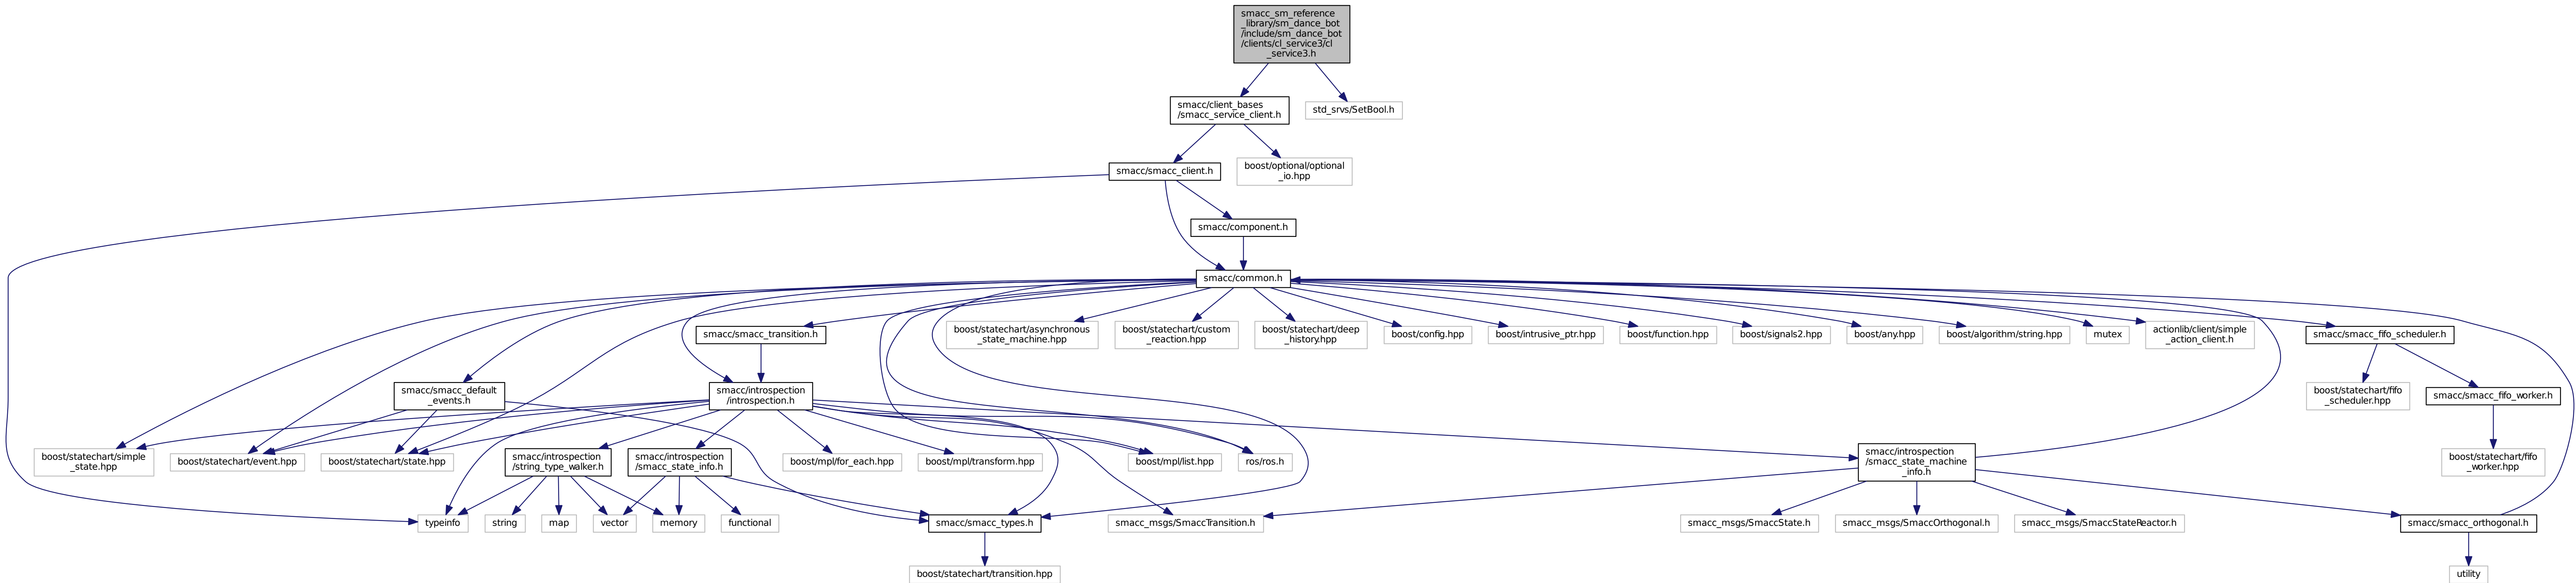 smacc_sm_reference
_library/sm_dance_bot
/include/sm_dance_bot
/clients/cl_service3/cl
_service3.h
smacc/client_bases
/smacc_service_client.h
std_srvs/SetBool.h
smacc/smacc_client.h
boost/optional/optional
_io.hpp
smacc/component.h
smacc/common.h
smacc/smacc_transition.h
boost/statechart/asynchronous
_state_machine.hpp
boost/statechart/custom
_reaction.hpp
boost/statechart/deep
_history.hpp
boost/config.hpp
boost/intrusive_ptr.hpp
boost/function.hpp
boost/signals2.hpp
boost/any.hpp
boost/algorithm/string.hpp
mutex
actionlib/client/simple
_action_client.h
smacc/smacc_fifo_scheduler.h
smacc/smacc_default
_events.h
smacc/introspection
/introspection.h
boost/statechart/fifo
_scheduler.hpp
smacc/smacc_fifo_worker.h
boost/statechart/simple
_state.hpp
boost/statechart/event.hpp
boost/statechart/state.hpp
smacc/introspection
/string_type_walker.h
smacc/introspection
/smacc_state_info.h
boost/mpl/for_each.hpp
boost/mpl/transform.hpp
boost/mpl/list.hpp
ros/ros.h
smacc/introspection
/smacc_state_machine
_info.h
boost/statechart/fifo
_worker.hpp
typeinfo
string
map
vector
memory
functional
smacc/smacc_types.h
smacc_msgs/SmaccTransition.h
smacc_msgs/SmaccState.h
smacc_msgs/SmaccOrthogonal.h
smacc_msgs/SmaccStateReactor.h
smacc/smacc_orthogonal.h
boost/statechart/transition.hpp
utility